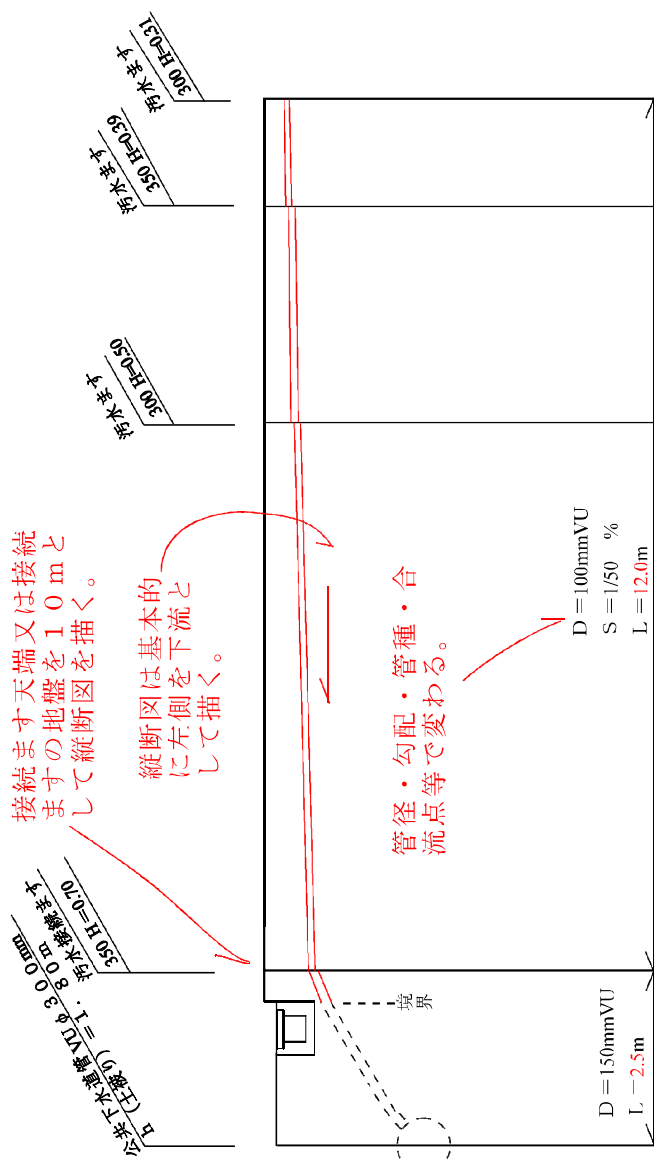 公共下水道管VUφ300mm
h（土被り）=1．80m
汚水接続ます
350 H=0.70
汚水ます
300 H=0.50
汚水ます
350 H=0.39
汚水ます
300 H=0.31
接続ます天端又は接続
ますの地盤を10mと
して縦断図を描く。
縦断図は基本的
に左側を下流と
して描く。
管径・勾配・管種・合
流点等で変わる。
境界
D=150mmVU
L=2.5m
D=100mmVU
S=1/50 %
L=12.0m